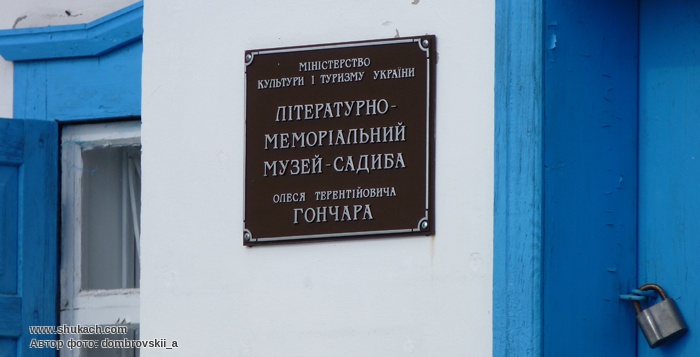 МІНІСТЕРСТВО
КУЛЬТУРИ І ТУРИЗМУ УКРАЇНИ
ЛІТЕРАТУРНО-
МЕМОРІАЛЬНИЙ
МУЗЕЙ-САДИБА
ОЛЕСЯ ТЕРЕНТІЙОВИЧА
ГОНЧАРА
www.shukach.com
Автор фото: dombrovskii_a